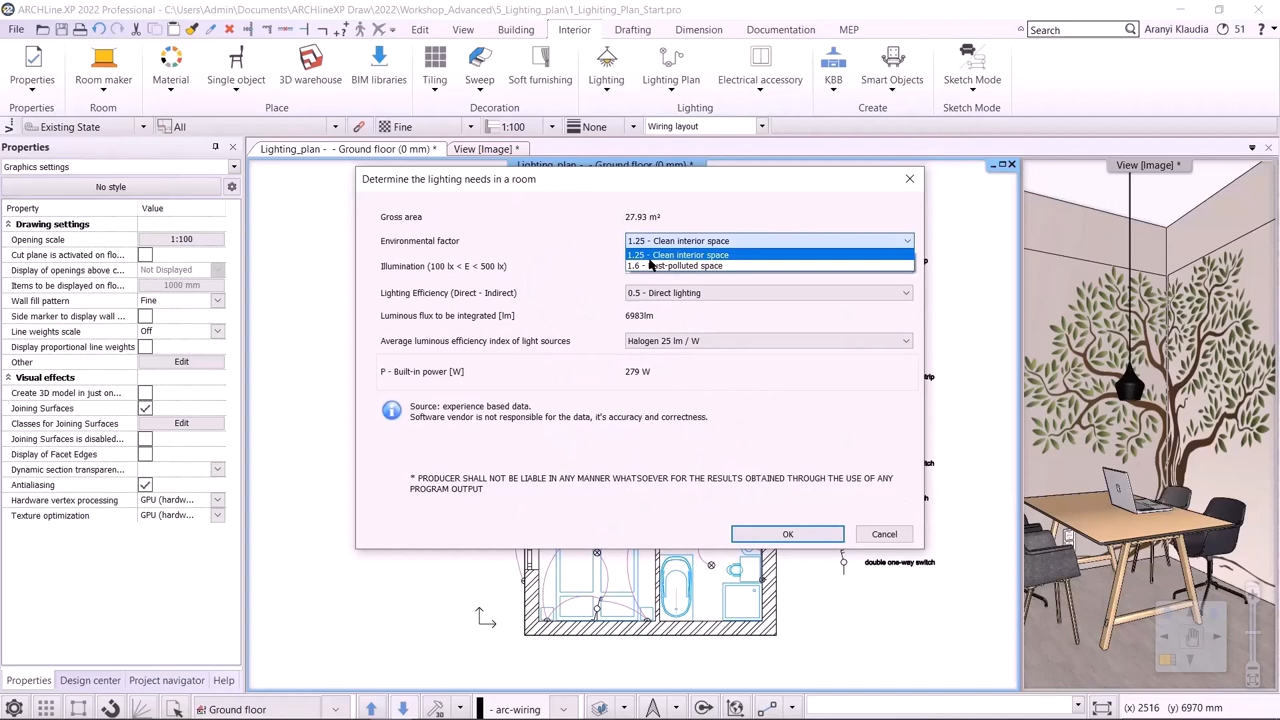 ARCHLine.XP 2022 Professional - C:\Users\Admin\Documents\ARCHlineXP Draw\2022\Workshop_Advanced\5_Lighting_plan\1_Lighting_Plan_Start.pro
File Edit View Building Interior Drafting Dimension Documentation MEP Search Aranyi Klaudia 51
Properties Room maker Material Single object 3D warehouse BIM libraries Tiling Sweep Soft furnishing Lighting Lighting Plan Electrical accessory KBB Smart Objects Sketch Mode
Properties Room Place Decoration Lighting Create Sketch Mode
Existing State All Fine 1:100 None Wiring layout
Properties
Lighting_plan - - Ground floor (0 mm) * View [Image] *
Graphics settings
Lighting_plan - - Ground floor (0 mm) * View [Image] *
No style
Determine the lighting needs in a room
Property Value
Drawing settings
Opening scale 1:100
Cut plane is activated on flo...
Display of openings above c... Not Displayed
Items to be displayed on flo... 1000 mm
Wall fill pattern Fine
Side marker to display wall ...
Line weights scale Off
Display proportional line weights
Other Edit
Visual effects
Create 3D model in just on...
Joining Surfaces
Classes for Joining Surfaces Edit
Joining Surfaces is disabled...
Display of Facet Edges
Dynamic section transparen...
Antialiasing
Hardware vertex processing GPU (hardw...
Texture optimization GPU (hardw...
Gross area 27.93 m²
Environmental factor 1.25 - Clean interior space
1.25 - Clean interior space
Illumination (100 lx < E < 500 lx) 1.6 -
Lighting Efficiency (Direct - Indirect) 0.5 - Direct lighting
Luminous flux to be integrated [lm] 6983lm
Average luminous efficiency index of light sources Halogen 25 lm / W
P - Built-in power [W] 279 W
Source: experience based data.
Software vendor is not responsible for the data, it's accuracy and correctness.
* PRODUCER SHALL NOT BE LIABLE IN ANY MANNER WHATSOEVER FOR THE RESULTS OBTAINED THROUGH THE USE OF ANY
PROGRAM OUTPUT
OK Cancel
double one-way switch
Properties Design center Project navigator Help
Ground floor - arc-wiring (x) 2516 (y) 6970 mm